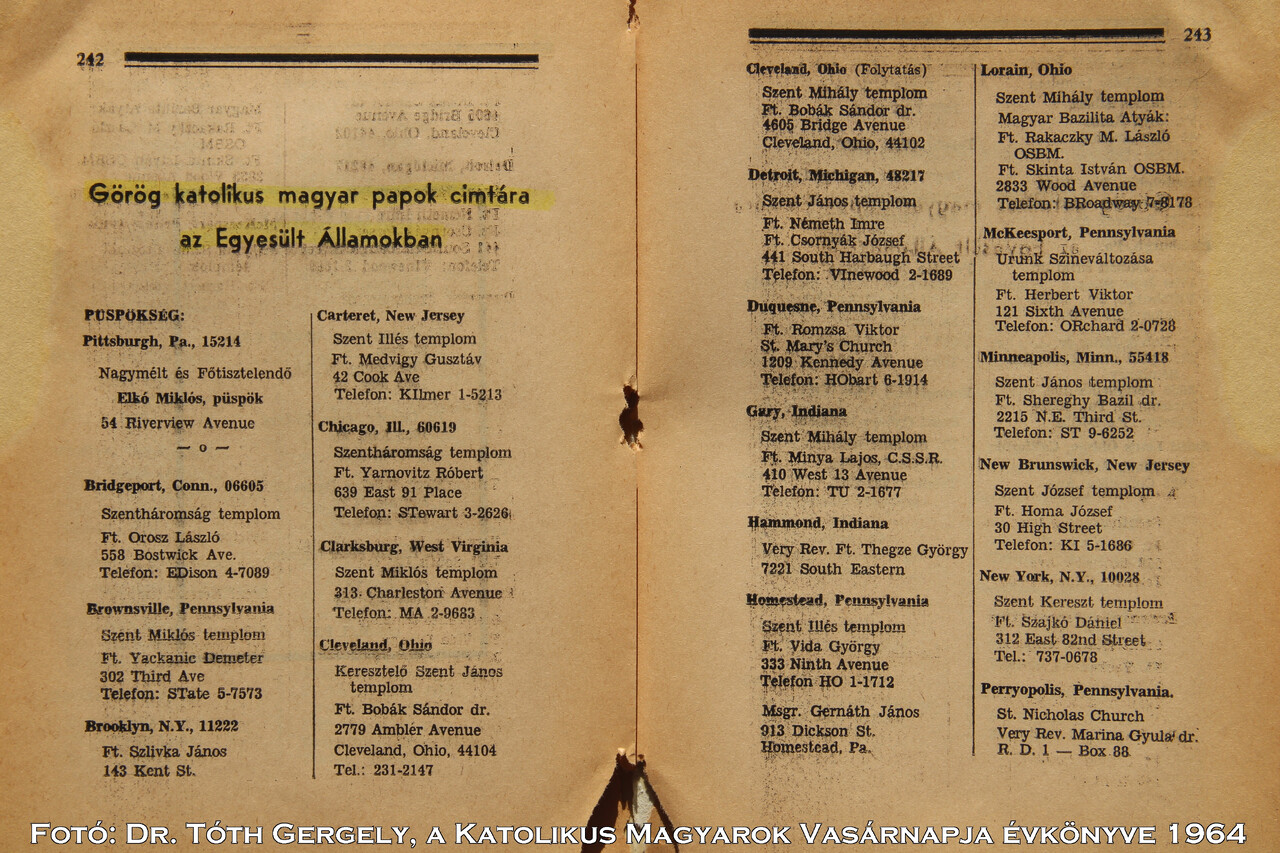 242
Görög katolikus magyar papok cimtára
az Egyesült Államokban
PÜSPÖKSÉG:
Pittsburgh, Pa., 15214
Nagymélt és Főtisztelendő
Elkó Miklós, püspök
54 Riverview Avenue
— o —
Bridgeport, Conn., 06605
Szentháromság templom
Ft. Orosz László
558 Bostwick Ave.
Telefon: EDison 4-7089
Brownsville, Pennsylvania
Szent Miklós templom
Ft. Yackanic Demeter
302 Third Ave
Telefon: STate 5-7573
Brooklyn, N.Y., 11222
Ft. Szlivka János
143 Kent St.
Carteret, New Jersey
Szent Illés templom
Ft. Medvigy Gusztáv
42 Cook Ave
Telefon: KIlmer 1-5213
Chicago, Ill., 60619
Szentháromság templom
Ft. Yarnovitz Róbert
639 East 91 Place
Telefon: STewart 3-2626
Clarksburg, West Virginia
Szent Miklós templom
313 Charleston Avenue
Telefon: MA 2-9683
Cleveland, Ohio
Keresztelő Szent János
templom
Ft. Bobák Sándor dr.
2779 Ambler Avenue
Cleveland, Ohio, 44104
Tel.: 231-2147
243
Cleveland, Ohio (Folytatás)
Szent Mihály templom
Ft. Bobák Sándor dr.
4605 Bridge Avenue
Cleveland, Ohio, 44102
Detroit, Michigan, 48217
Szent János templom
Ft. Németh Imre
Ft. Csornyák József
441 South Harbaugh Street
Telefon: VInewood 2-1689
Duquesne, Pennsylvania
Ft. Romzsa Viktor
St. Mary's Church
1209 Kennedy Avenue
Telefon: HObart 6-1914
Gary, Indiana
Szent Mihály templom
Ft. Minya Lajos, C.S.S.R.
410 West 13 Avenue
Telefon: TU 2-1677
Hammond, Indiana
Very Rev. Ft. Thegze György
7221 South Eastern
Homestead, Pennsylvania
Szent Illés templom
Ft. Vida György
333 Ninth Avenue
Telefon HO 1-1712
Msgr. Gernáth János
913 Dickson St.
Homestead, Pa.
Lorain, Ohio
Szent Mihály templom
Magyar Bazilita Atyák:
Ft. Rakaczky M. László
OSBM.
Ft. Skinta István OSBM.
2833 Wood Avenue
Telefon: BRoadway 7-8178
McKeesport, Pennsylvania
Urunk Szineváltozása
templom
Ft. Herbert Viktor
121 Sixth Avenue
Telefon: ORchard 2-0728
Minneapolis, Minn., 55418
Szent János templom
Ft. Shereghy Bazil dr.
2215 N.E. Third St.
Telefon: ST 9-6252
New Brunswick, New Jersey
Szent József templom
Ft. Homa József
30 High Street
Telefon: KI 5-1686
New York, N.Y., 10028
Szent Kereszt templom
Ft. Szajkó Dániel
312 East 82nd Street
Tel.: 737-0678
Perryopolis, Pennsylvania.
St. Nicholas Church
Very Rev. Marina Gyula dr.
R. D. 1 — Box 88
Fotó: Dr. Tóth Gergely, a Katolikus Magyarok Vasárnapja évkönyve 1964